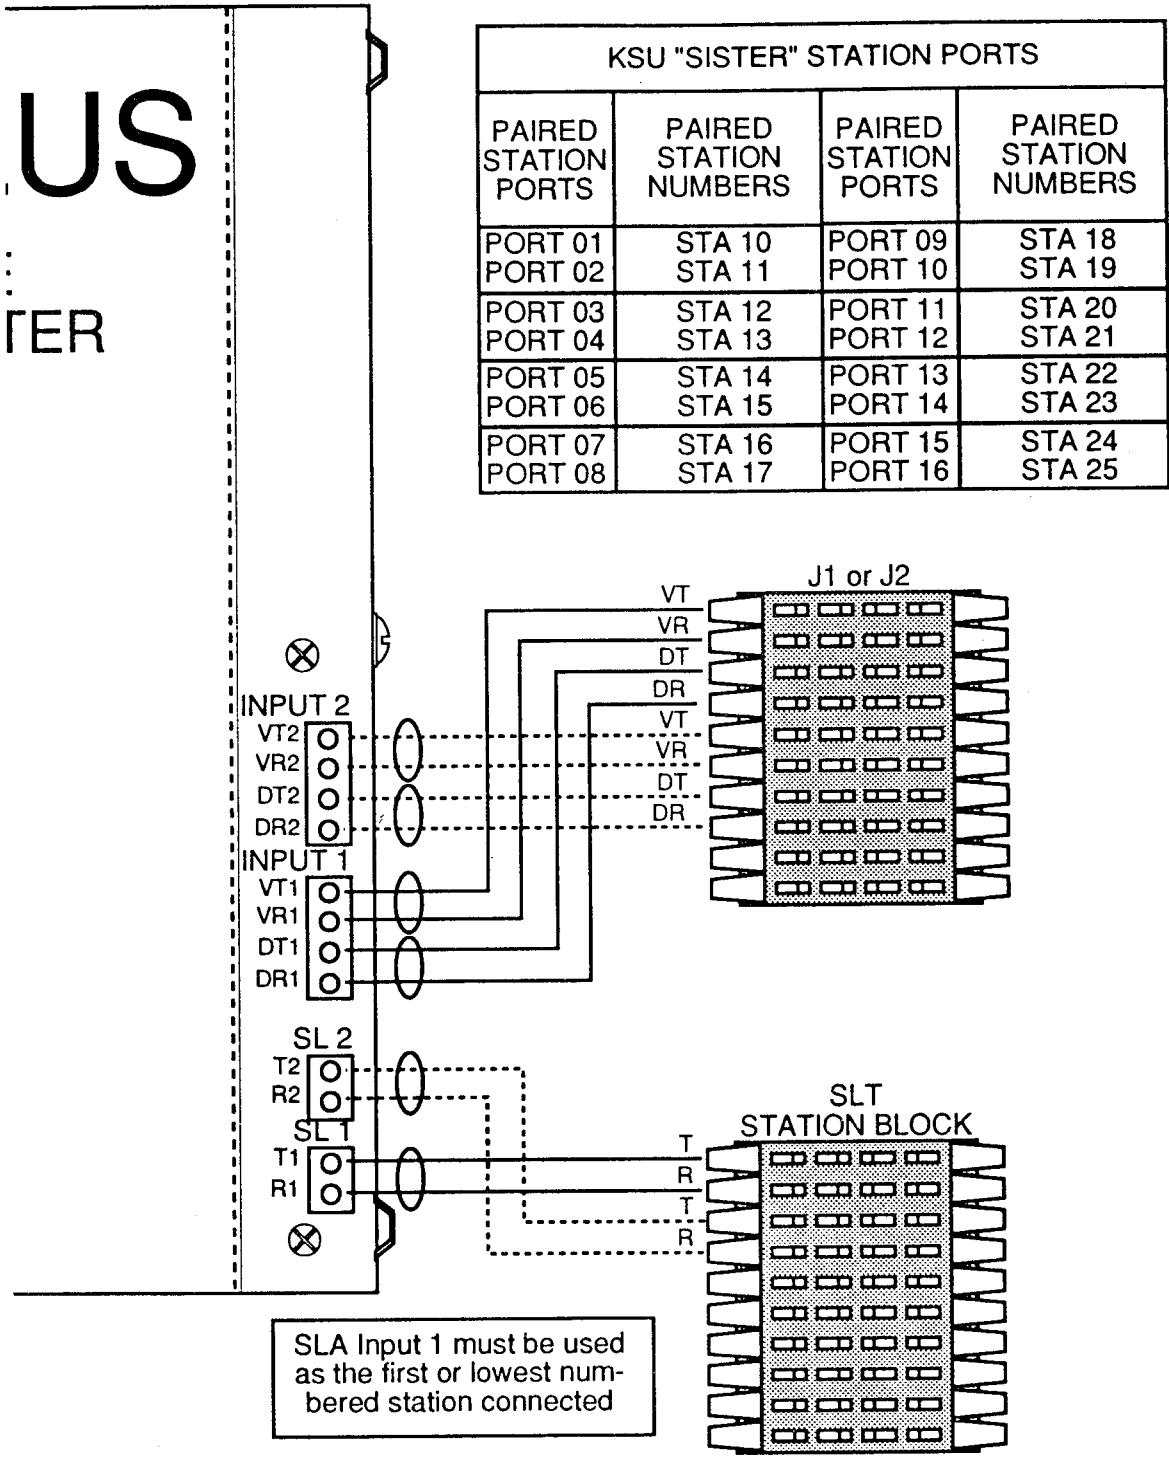 .US
TER
KSU "SISTER" STATION PORTS
PAIRED STATION PORTS
PAIRED STATION NUMBERS
PAIRED STATION PORTS
PAIRED STATION NUMBERS
PORT 01 STA 10 PORT 09 STA 18
PORT 02 STA 11 PORT 10 STA 19
PORT 03 STA 12 PORT 11 STA 20
PORT 04 STA 13 PORT 12 STA 21
PORT 05 STA 14 PORT 13 STA 22
PORT 06 STA 15 PORT 14 STA 23
PORT 07 STA 16 PORT 15 STA 24
PORT 08 STA 17 PORT 16 STA 25
J1 or J2
VT
VR
DT
DR
VT
VR
DT
DR
INPUT 2
VT2
VR2
DT2
DR2
INPUT 1
VT1
VR1
DT1
DR1
SL 2
T2
R2
SL 1
T1
R1
SLT
STATION BLOCK
T
R
T
R
SLA Input 1 must be used
as the first or lowest num-
bered station connected